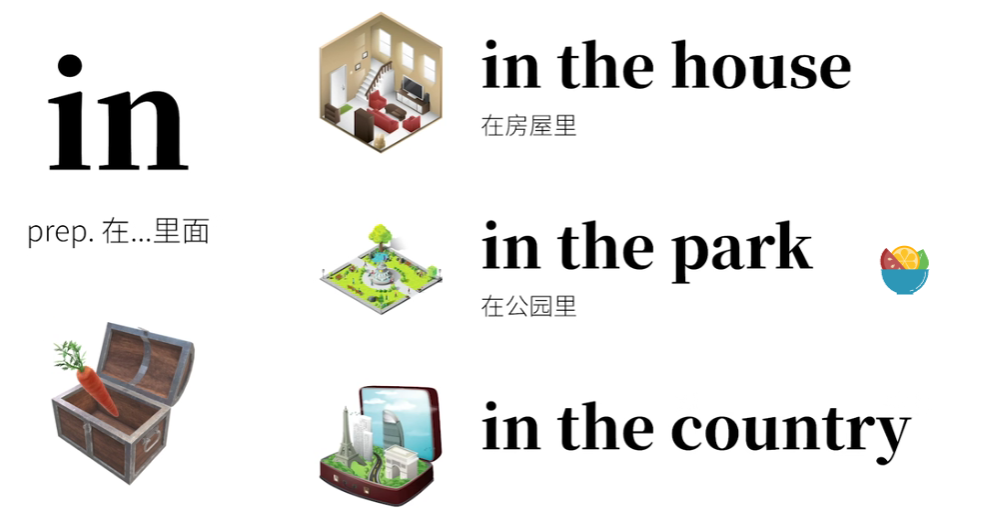 in
prep. 在...里面
in the house
在房屋里
in the park
在公园里
in the country